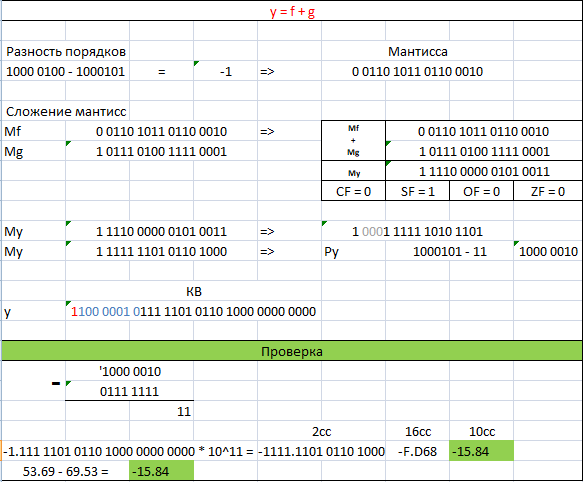 y = f + g
Разность порядков Мантисса
1000 0100 - 1000101 = -1 => 0 0110 1011 0110 0010
Сложение мантисс
Mf 0 0110 1011 0110 0010 => Mf + Mg 0 0110 1011 0110 0010
Mg 1 0111 0100 1111 0001 1 0111 0100 1111 0001
My 1 1110 0000 0101 0011
CF = 0 SF = 1 OF = 0 ZF = 0
My 1 1110 0000 0101 0011 => 1 0001 1111 1010 1101
My 1 1111 1101 0110 1000 => Py 1000101 - 11 1000 0010
КВ
y 1100 0001 0111 1101 0110 1000 0000 0000
Проверка
- '1000 0010
0111 1111
11
2сс 16сс 10сс
-1.111 1101 0110 1000 0000 0000 * 10^11 = -1111.1101 0110 1000 -F.D68 -15.84
53.69 - 69.53 = -15.84